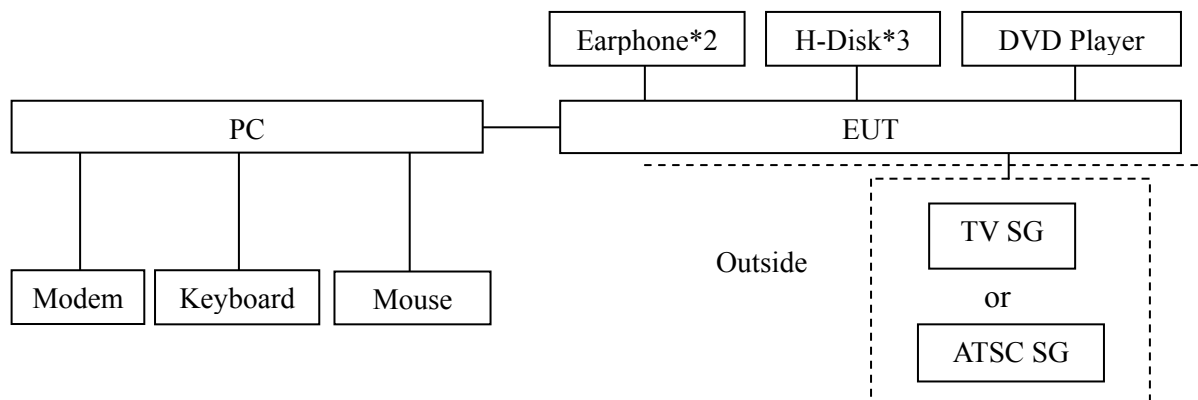 Earphone*2
H-Disk*3
DVD Player
PC
EUT
TV SG
Outside
Modem
Keyboard
Mouse
or
ATSC SG